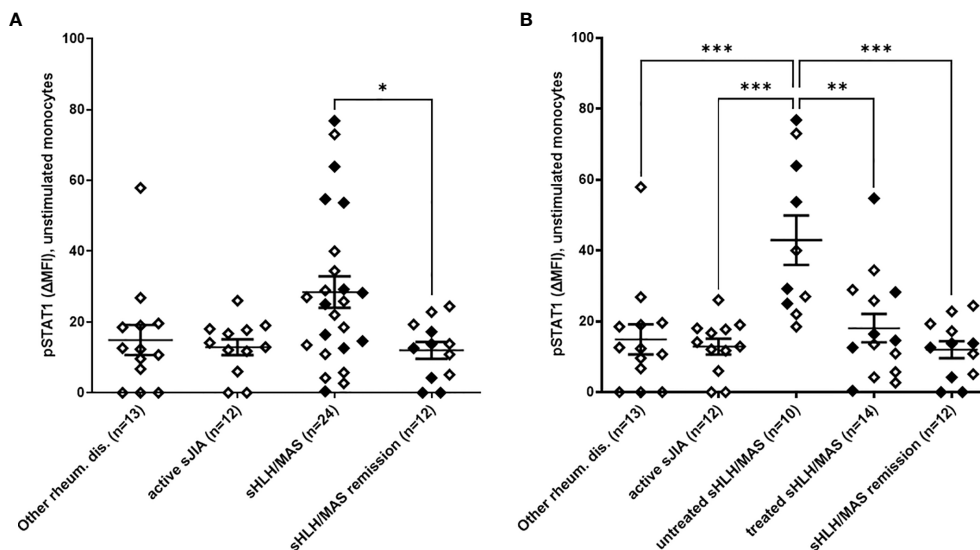 A
B
pSTAT1 (ΔMFI), unstimulated monocytes
100
80
60
40
20
0
*
Other rheum. dis. (n=13)
active sJIA (n=12)
sHLH/MAS (n=24)
sHLH/MAS remission (n=12)
pSTAT1 (ΔMFI), unstimulated monocytes
100
80
60
40
20
0
***
***
***
**
Other rheum. dis. (n=13)
active sJIA (n=12)
untreated sHLH/MAS (n=10)
treated sHLH/MAS (n=14)
sHLH/MAS remission (n=12)